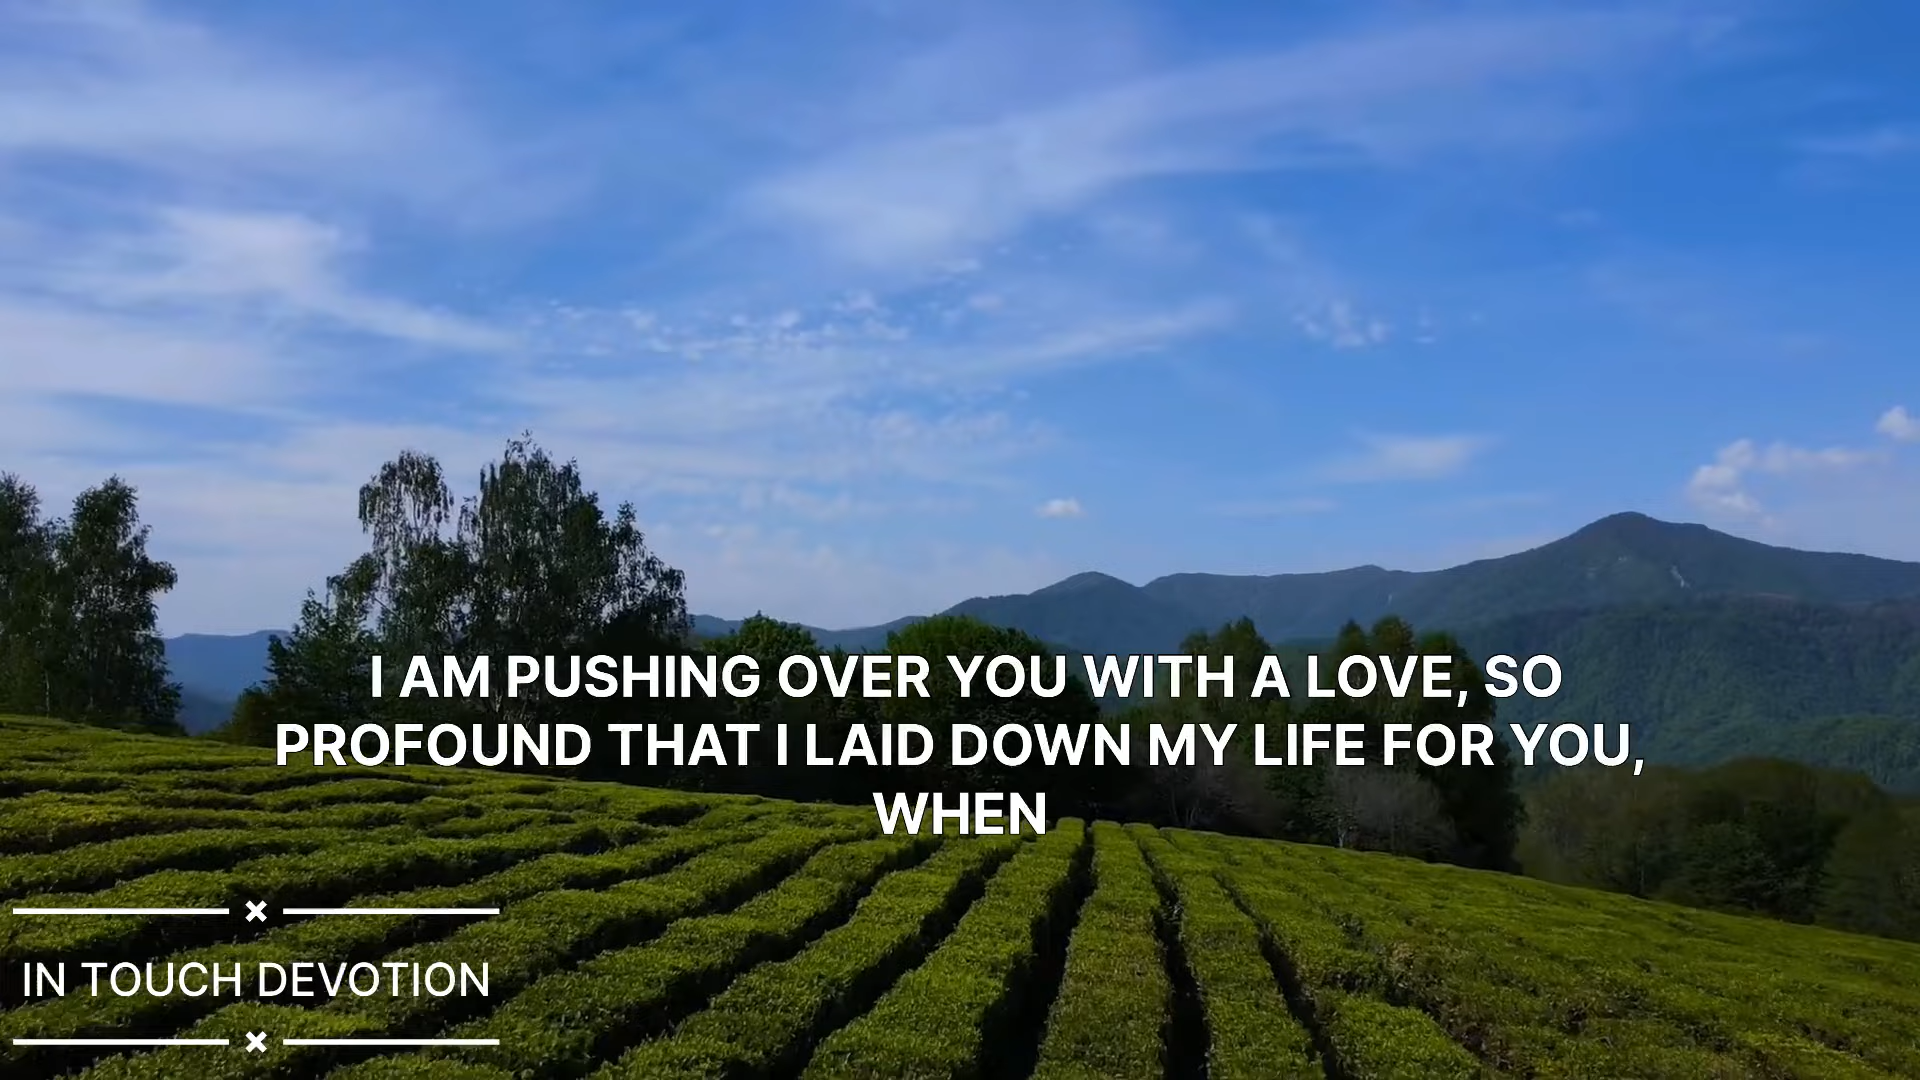 I AM PUSHING OVER YOU WITH A LOVE, SO
PROFOUND THAT I LAID DOWN MY LIFE FOR YOU,
WHEN
IN TOUCH DEVOTION